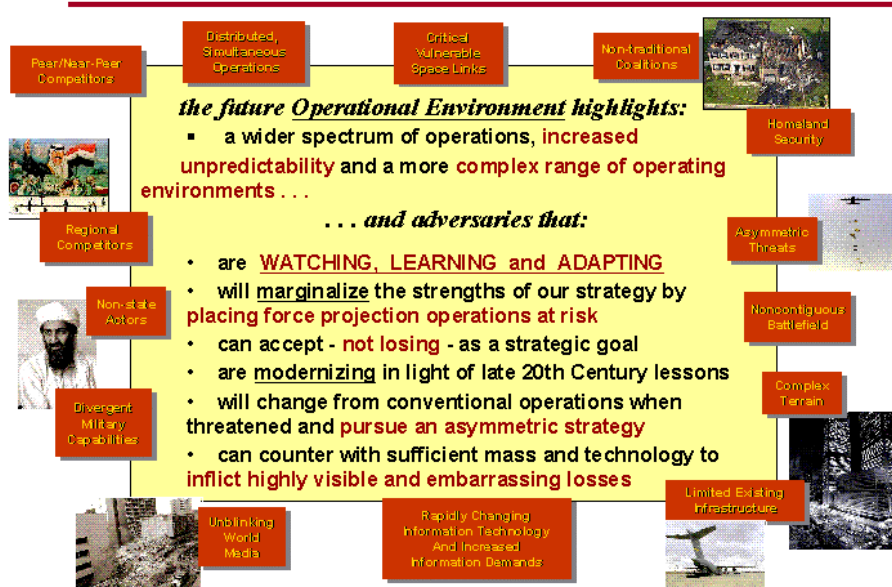 Peer/Near-Peer
Competitors
Distributed,
Simultaneous
Operations
Critical
Vulnerable
Space Links
Non-traditional
Coalitions
the future Operational Environment highlights:
▪ a wider spectrum of operations, increased
unpredictability and a more complex range of operating
environments . . .
. . . and adversaries that:
• are WATCHING, LEARNING and ADAPTING
• will marginalize the strengths of our strategy by
placing force projection operations at risk
• can accept - not losing - as a strategic goal
• are modernizing in light of late 20th Century lessons
• will change from conventional operations when
threatened and pursue an asymmetric strategy
• can counter with sufficient mass and technology to
inflict highly visible and embarrassing losses
Homeland
Security
Regional
Competitors
Asymmetric
Threats
Non-state
Actors
Noncontiguous
Battlefield
Divergent
Military
Capabilities
Complex
Terrain
Unblinking
World
Media
Rapidly Changing
Information Technology
And Increased
Information Demands
Limited Existing
Infrastructure